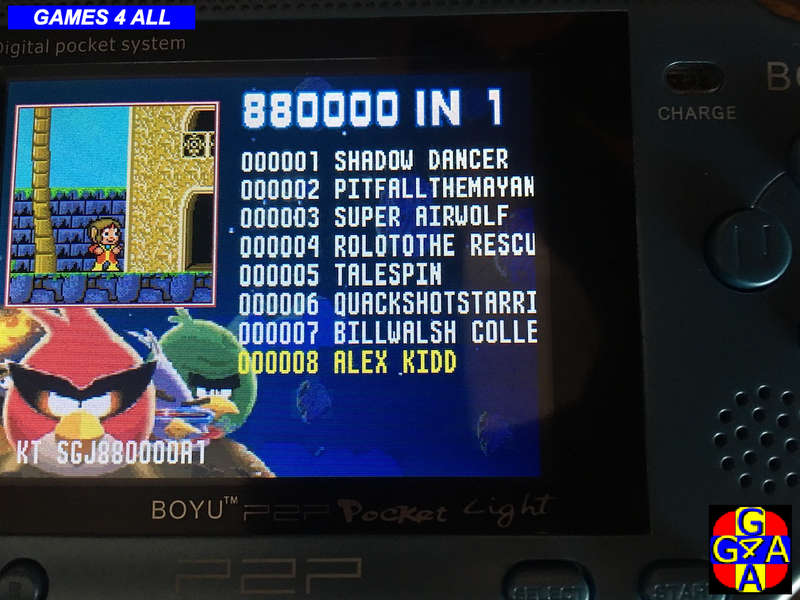 GAMES 4 ALL
Digital pocket system
880000 IN 1
CHARGE
000001 SHADOW DANCER
000002 PITFALLTHEMAYAN
000003 SUPER AIRWOLF
000004 ROLOTOTHE RESCU
000005 TALESPIN
000006 QUACKSHOTSTARRI
000007 BILLWALSH COLLE
000008 ALEX KIDD
KT SGJ880000A1
BOYU™ P2P Pocket Light
P2P
SELECT
G
G4A
A